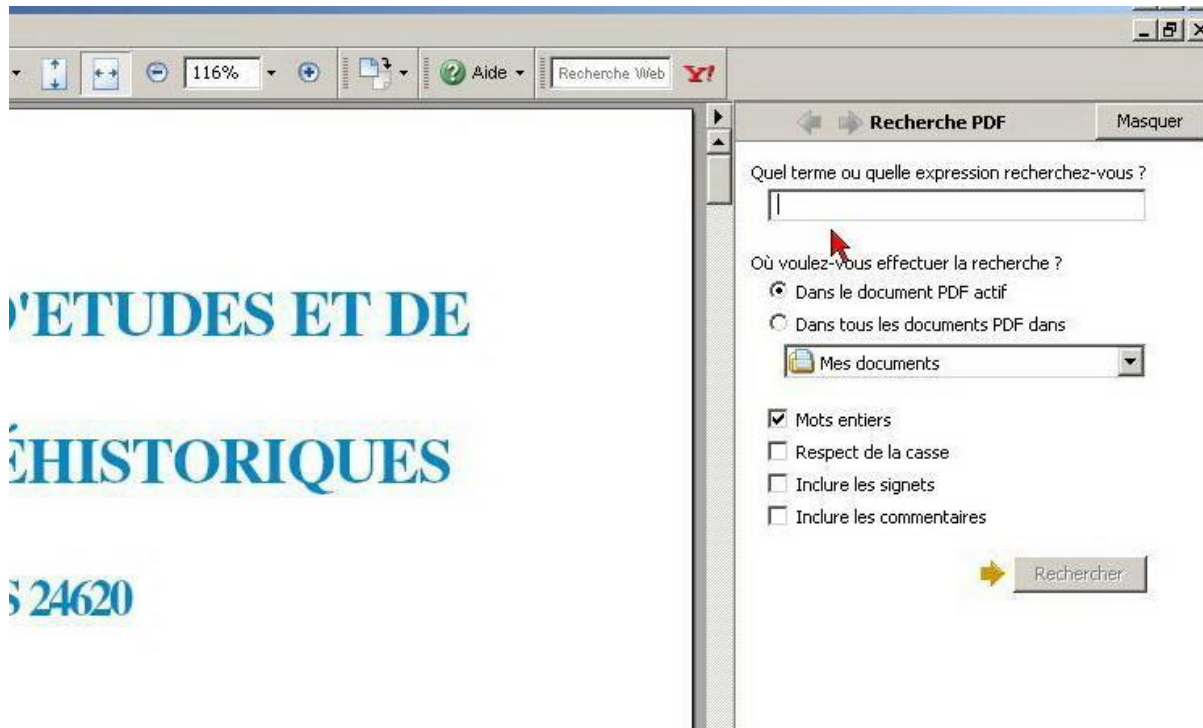 116%
Aide
Recherche Web
Y!
Recherche PDF
Masquer
Quel terme ou quelle expression recherchez-vous ?
Où voulez-vous effectuer la recherche ?
Dans le document PDF actif
Dans tous les documents PDF dans
Mes documents
Mots entiers
Respect de la casse
Inclure les signets
Inclure les commentaires
Rechercher
D'ETUDES ET DE
ÉHISTORIQUES
S 24620